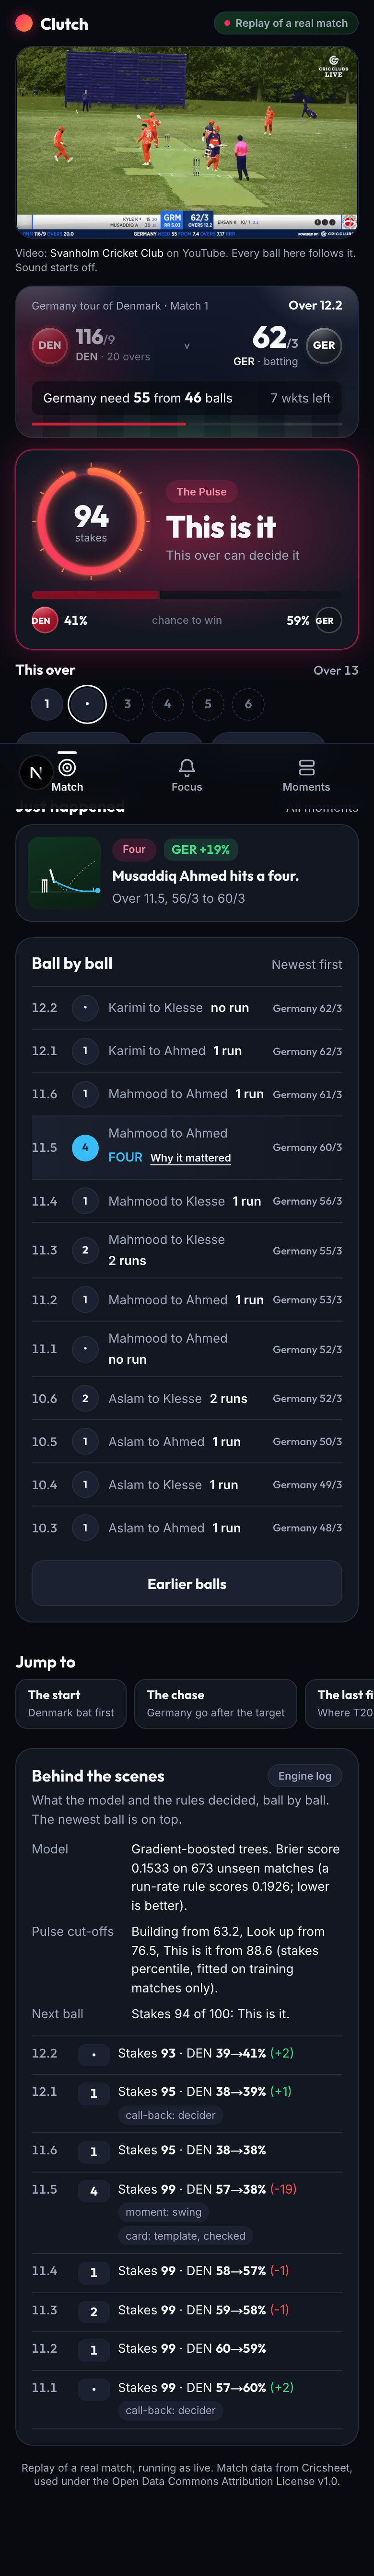 Clutch
Replay of a real match
CRICCLUBS
LIVE
GRM
62/3
OVERS 12.2
Video: Svanholm Cricket Club on YouTube. Every ball here follows it.
Sound starts off.
Germany tour of Denmark · Match 1
Over 12.2
DEN
116/9
DEN · 20 overs
v
62/3
GER · batting
GER
Germany need 55 from 46 balls
7 wkts left
94
stakes
The Pulse
This is it
This over can decide it
DEN 41%
chance to win
59% GER
This over
Over 13
1 • 3 4 5 6
N
Match
Focus
Moments
Just happened
All moments
Four
GER +19%
Musaddiq Ahmed hits a four.
Over 11.5, 56/3 to 60/3
Ball by ball
Newest first
12.2 • Karimi to Klesse no run Germany 62/3
12.1 1 Karimi to Ahmed 1 run Germany 62/3
11.6 1 Mahmood to Ahmed 1 run Germany 61/3
11.5 4 Mahmood to Ahmed Germany 60/3
FOUR Why it mattered
11.4 1 Mahmood to Klesse 1 run Germany 56/3
11.3 2 Mahmood to Klesse Germany 55/3
2 runs
11.2 1 Mahmood to Ahmed 1 run Germany 53/3
11.1 • Mahmood to Ahmed Germany 52/3
no run
10.6 2 Aslam to Klesse 2 runs Germany 52/3
10.5 1 Aslam to Ahmed 1 run Germany 50/3
10.4 1 Aslam to Klesse 1 run Germany 49/3
10.3 1 Aslam to Ahmed 1 run Germany 48/3
Earlier balls
Jump to
The start
Denmark bat first
The chase
Germany go after the target
The last fi
Where T20
Behind the scenes
Engine log
What the model and the rules decided, ball by ball.
The newest ball is on top.
Model
Gradient-boosted trees. Brier score
0.1533 on 673 unseen matches (a
run-rate rule scores 0.1926; lower
is better).
Pulse cut-offs
Building from 63.2, Look up from
76.5, This is it from 88.6 (stakes
percentile, fitted on training
matches only).
Next ball
Stakes 94 of 100: This is it.
12.2 • Stakes 93 · DEN 39→41% (+2)
12.1 1 Stakes 95 · DEN 38→39% (+1)
call-back: decider
11.6 1 Stakes 95 · DEN 38→38%
11.5 4 Stakes 99 · DEN 57→38% (-19)
moment: swing
card: template, checked
11.4 1 Stakes 99 · DEN 58→57% (-1)
11.3 2 Stakes 99 · DEN 59→58% (-1)
11.2 1 Stakes 99 · DEN 60→59%
11.1 • Stakes 99 · DEN 57→60% (+2)
call-back: decider
Replay of a real match, running as live. Match data from Cricsheet,
used under the Open Data Commons Attribution License v1.0.